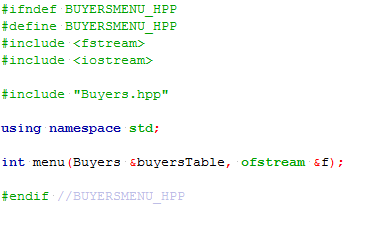 #ifndef BUYERSMENU_HPP
#define BUYERSMENU_HPP
#include <fstream>
#include <iostream>
#include "Buyers.hpp"
using namespace std;
int menu(Buyers &buyersTable, ofstream &f);
#endif //BUYERSMENU_HPP